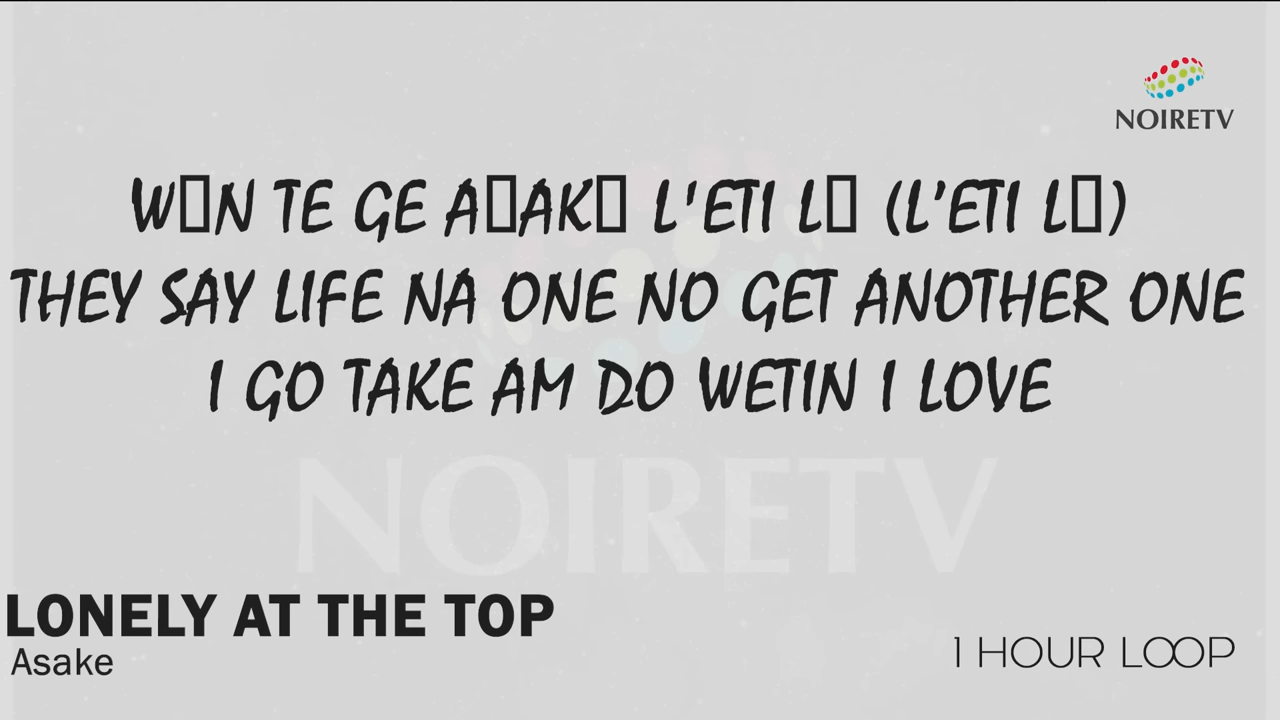 NOIRETV
W▯N TE GE A▯AK▯ L'ETI L▯ (L'ETI L▯)
THEY SAY LIFE NA ONE NO GET ANOTHER ONE
I GO TAKE AM DO WETIN I LOVE
NOIRETV
LONELY AT THE TOP
Asake
1 HOUR LOOP